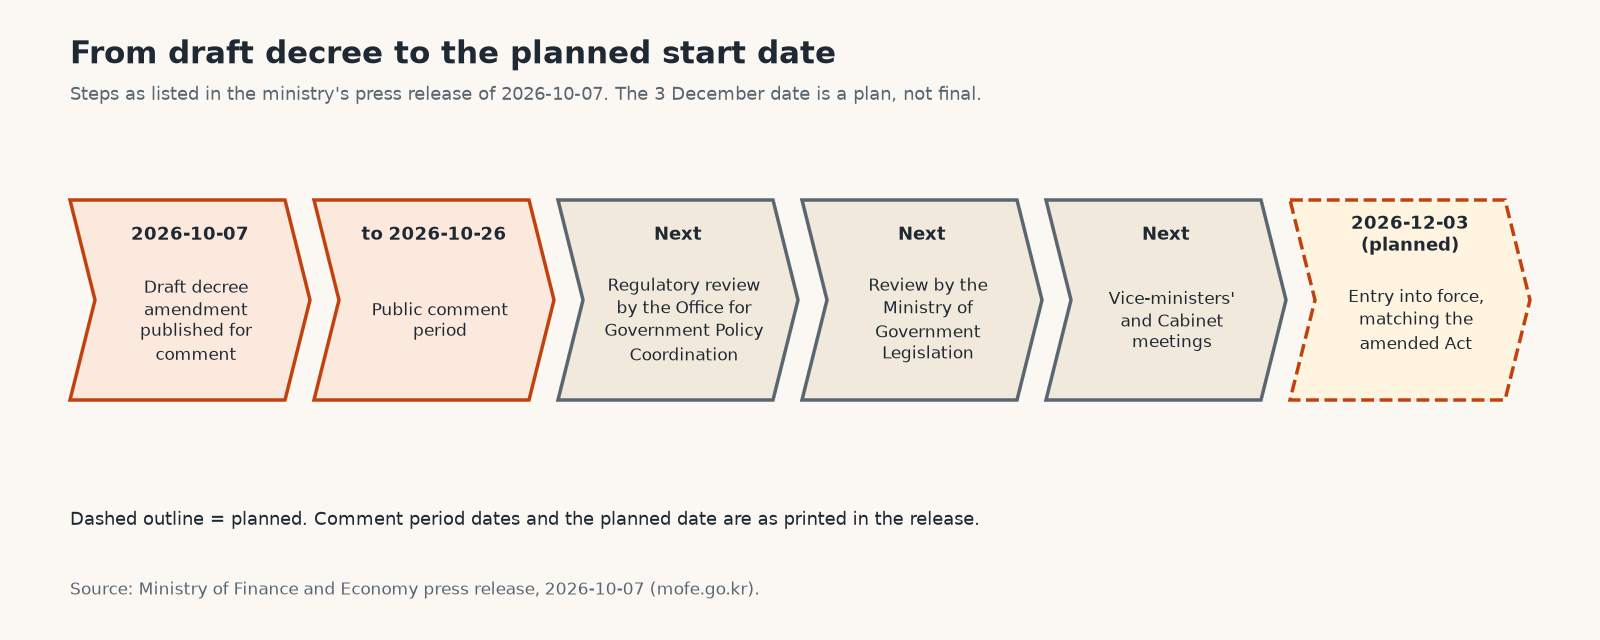 From draft decree to the planned start date
Steps as listed in the ministry's press release of 2026-10-07. The 3 December date is a plan, not final.
2026-10-07
Draft decree
amendment
published for
comment
to 2026-10-26
Public comment
period
Next
Regulatory review
by the Office for
Government Policy
Coordination
Next
Review by the
Ministry of
Government
Legislation
Next
Vice-ministers'
and Cabinet
meetings
2026-12-03
(planned)
Entry into force,
matching the
amended Act
Dashed outline = planned. Comment period dates and the planned date are as printed in the release.
Source: Ministry of Finance and Economy press release, 2026-10-07 (mofe.go.kr).